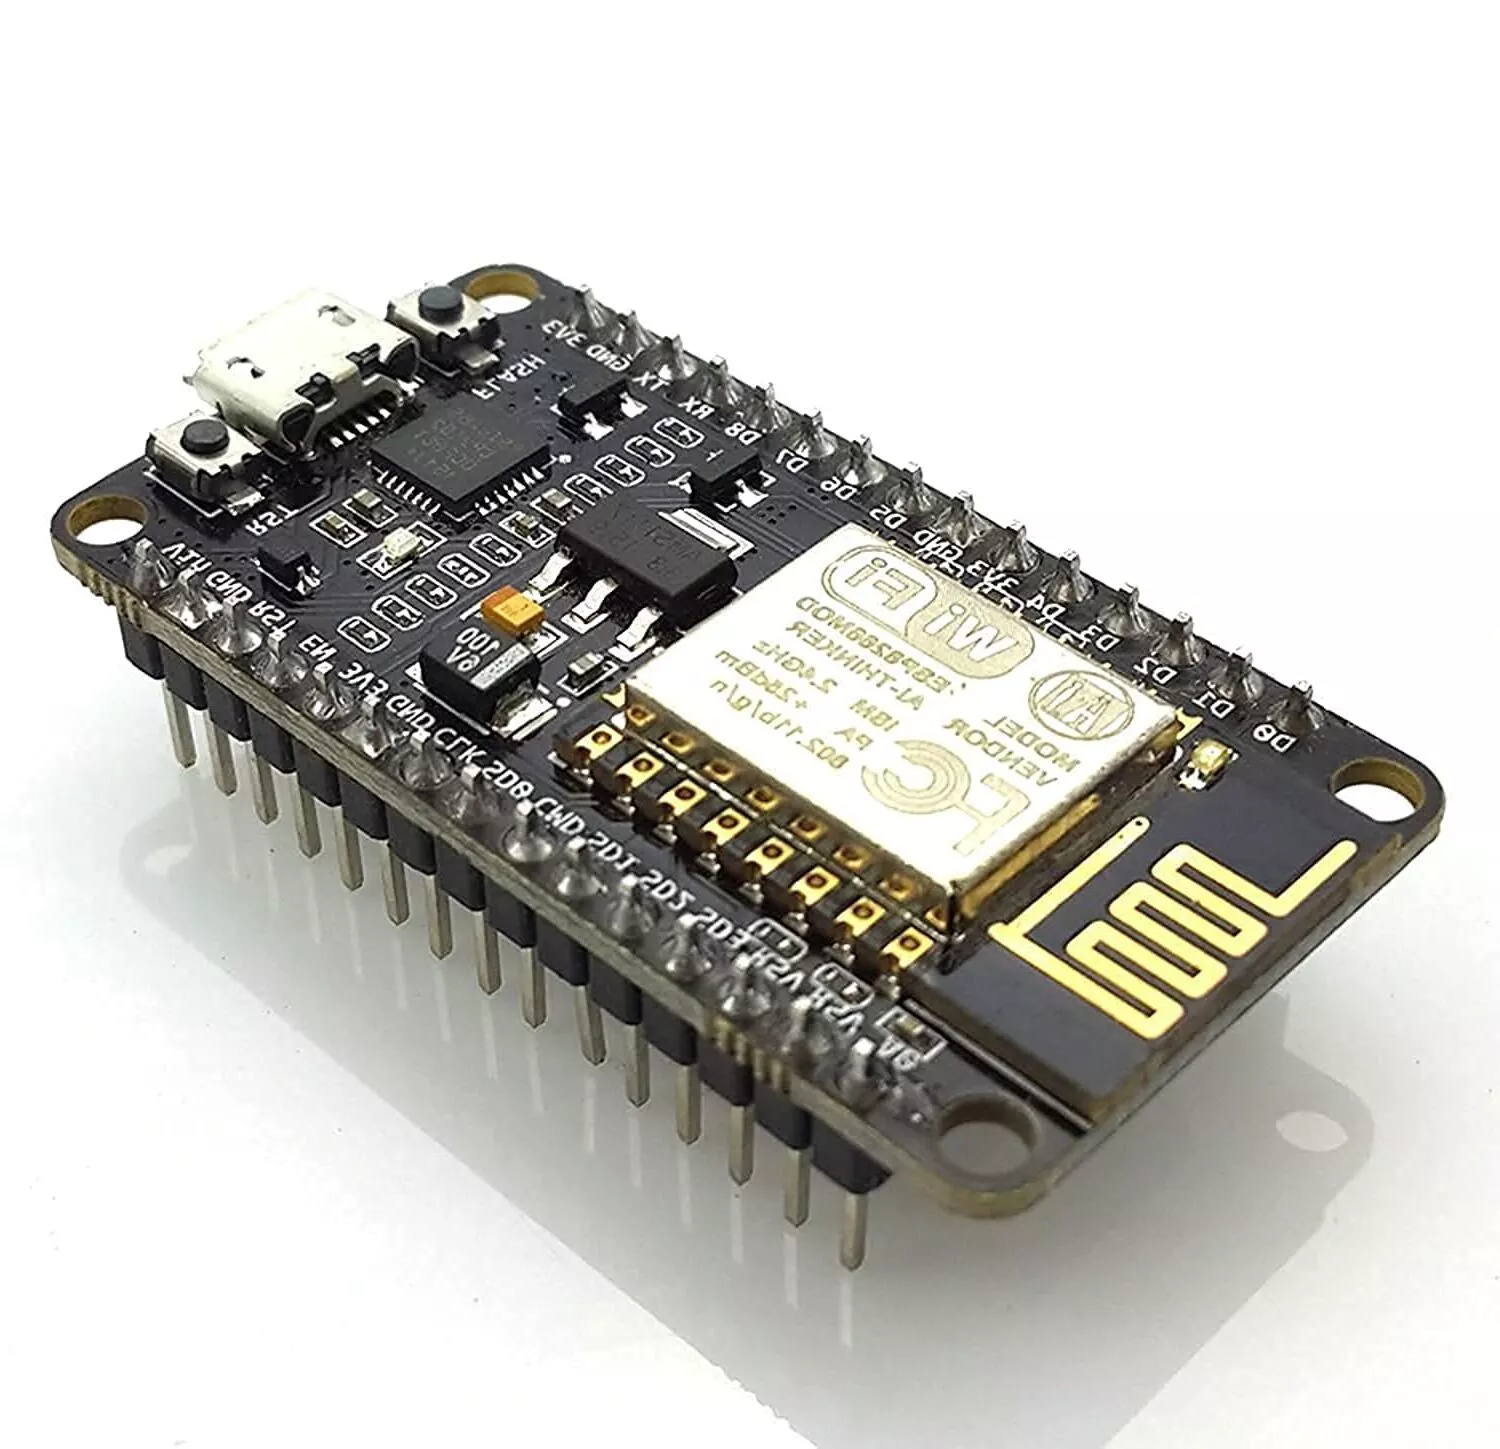 3V3 GND TX RX D8 D7 D6 D5 GND 3V3 D4 D3 D2 D1 D0
FLASH
RST
VIN GND RST EN 3V3 GND CLK SD0 CMD SD1 SD2 SD3 RSV RSV A0
100
6V
WiFi
MODEL ESP8266MOD
VENDOR AI-THINKER
ISM 2.4GHz
PA +25dBm
802.11b/g/n
FC